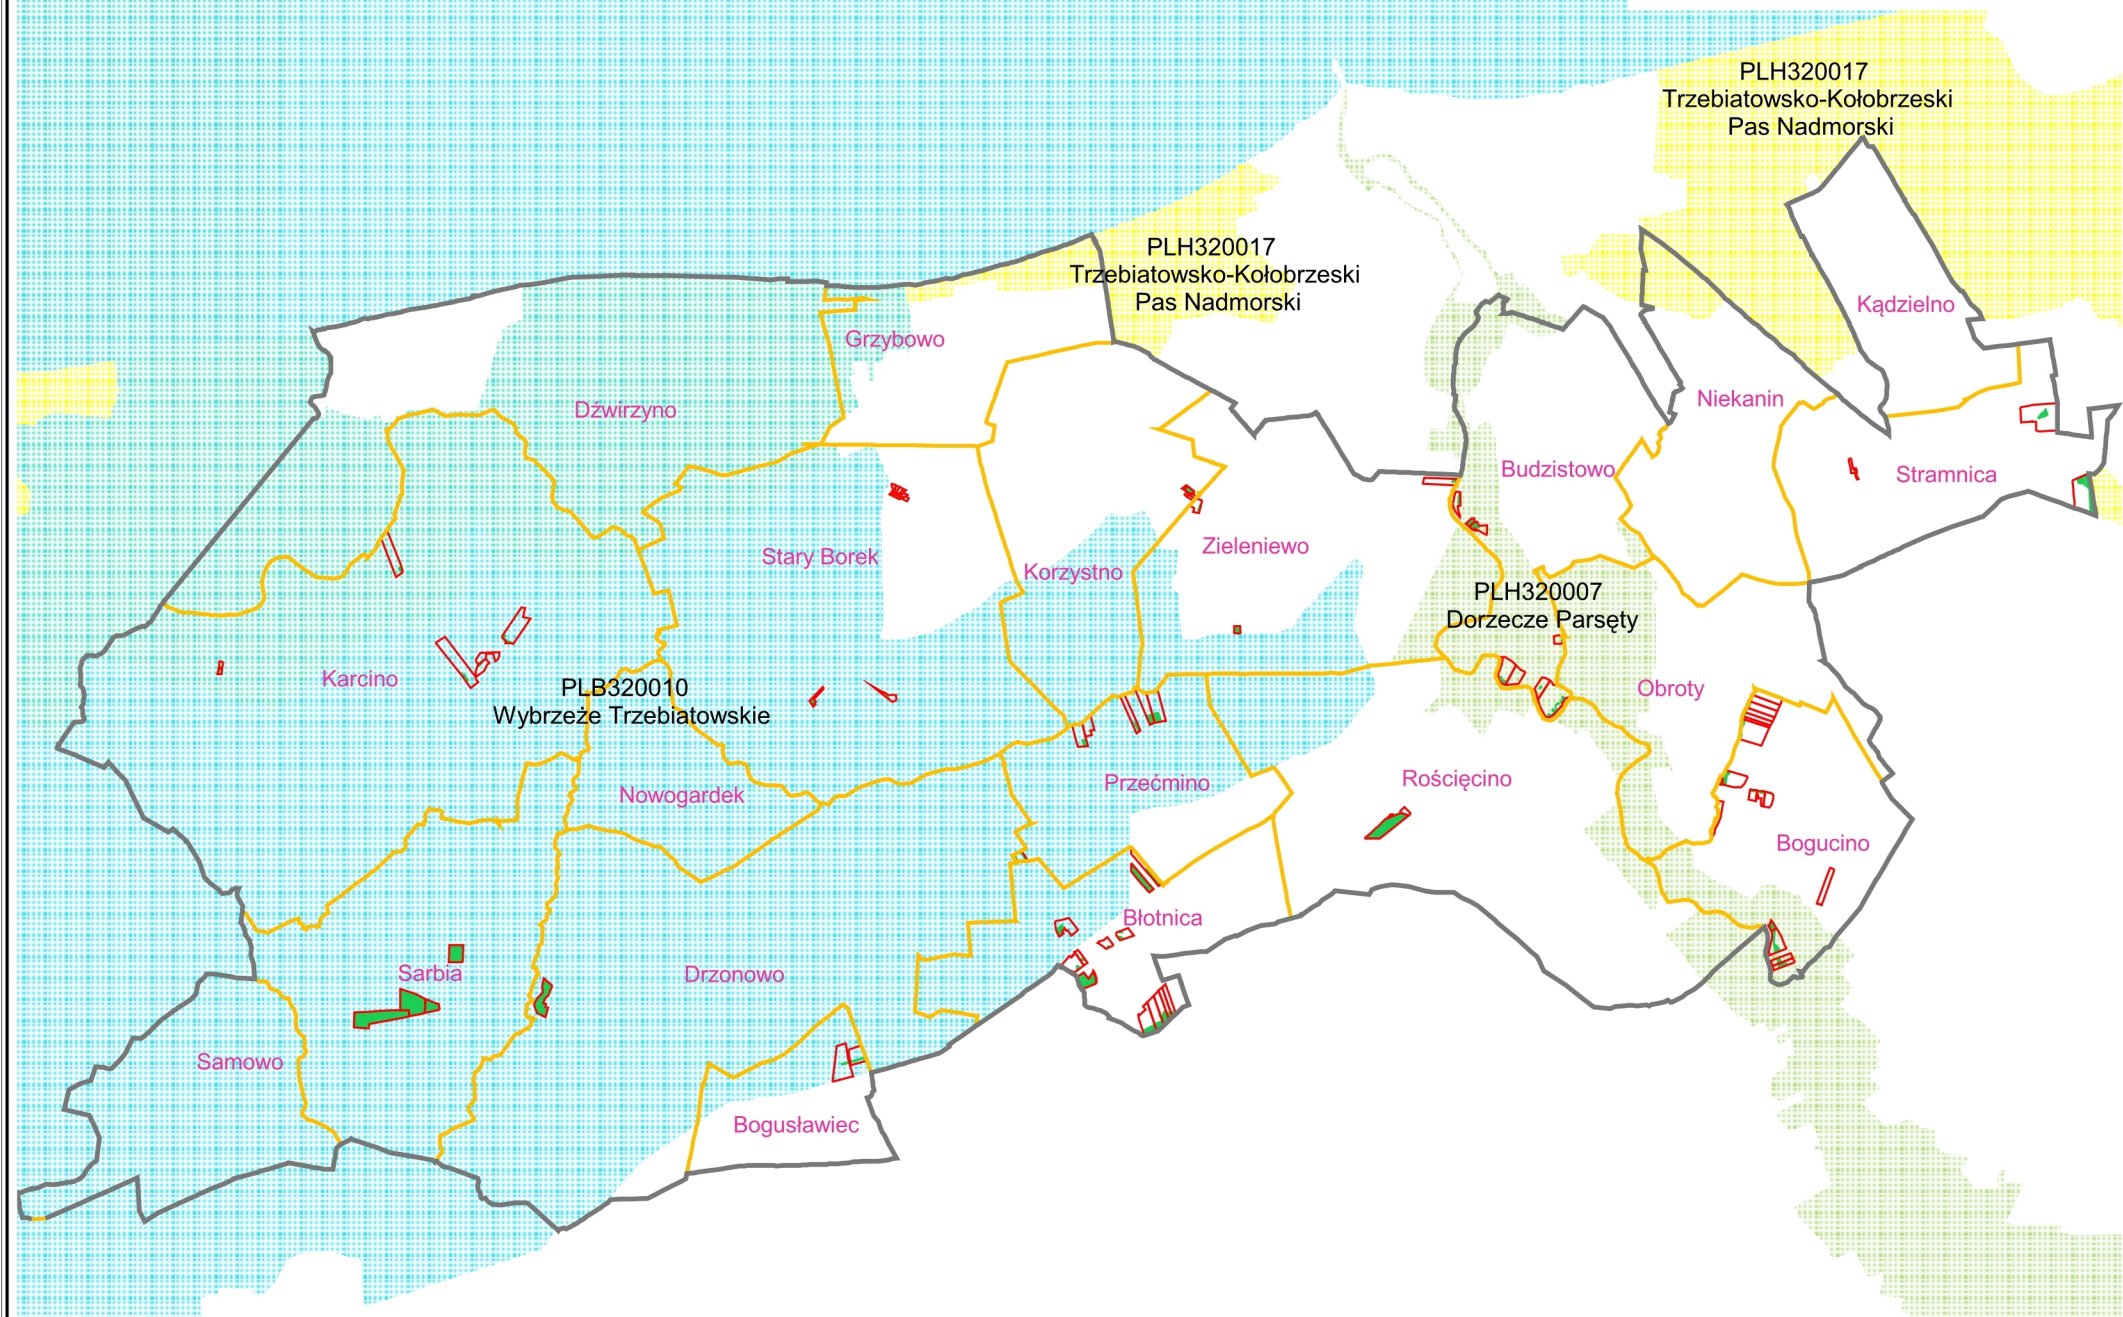 PLH320017
Trzebiatowsko-Kołobrzeski
Pas Nadmorski
PLH320017
Trzebiatowsko-Kołobrzeski
Pas Nadmorski
Kądzielno
Grzybowo
Niekanin
Dźwirzyno
Budzistowo
Stramnica
Stary Borek
Zieleniewo
Korzystno
PLH320007
Dorzecze Parsęty
Karcino
PLB320010
Wybrzeże Trzebiatowskie
Obroty
Nowogardek
Przećmino
Rościęcino
Bogucino
Błotnica
Sarbia
Drzonowo
Samowo
Bogusławiec